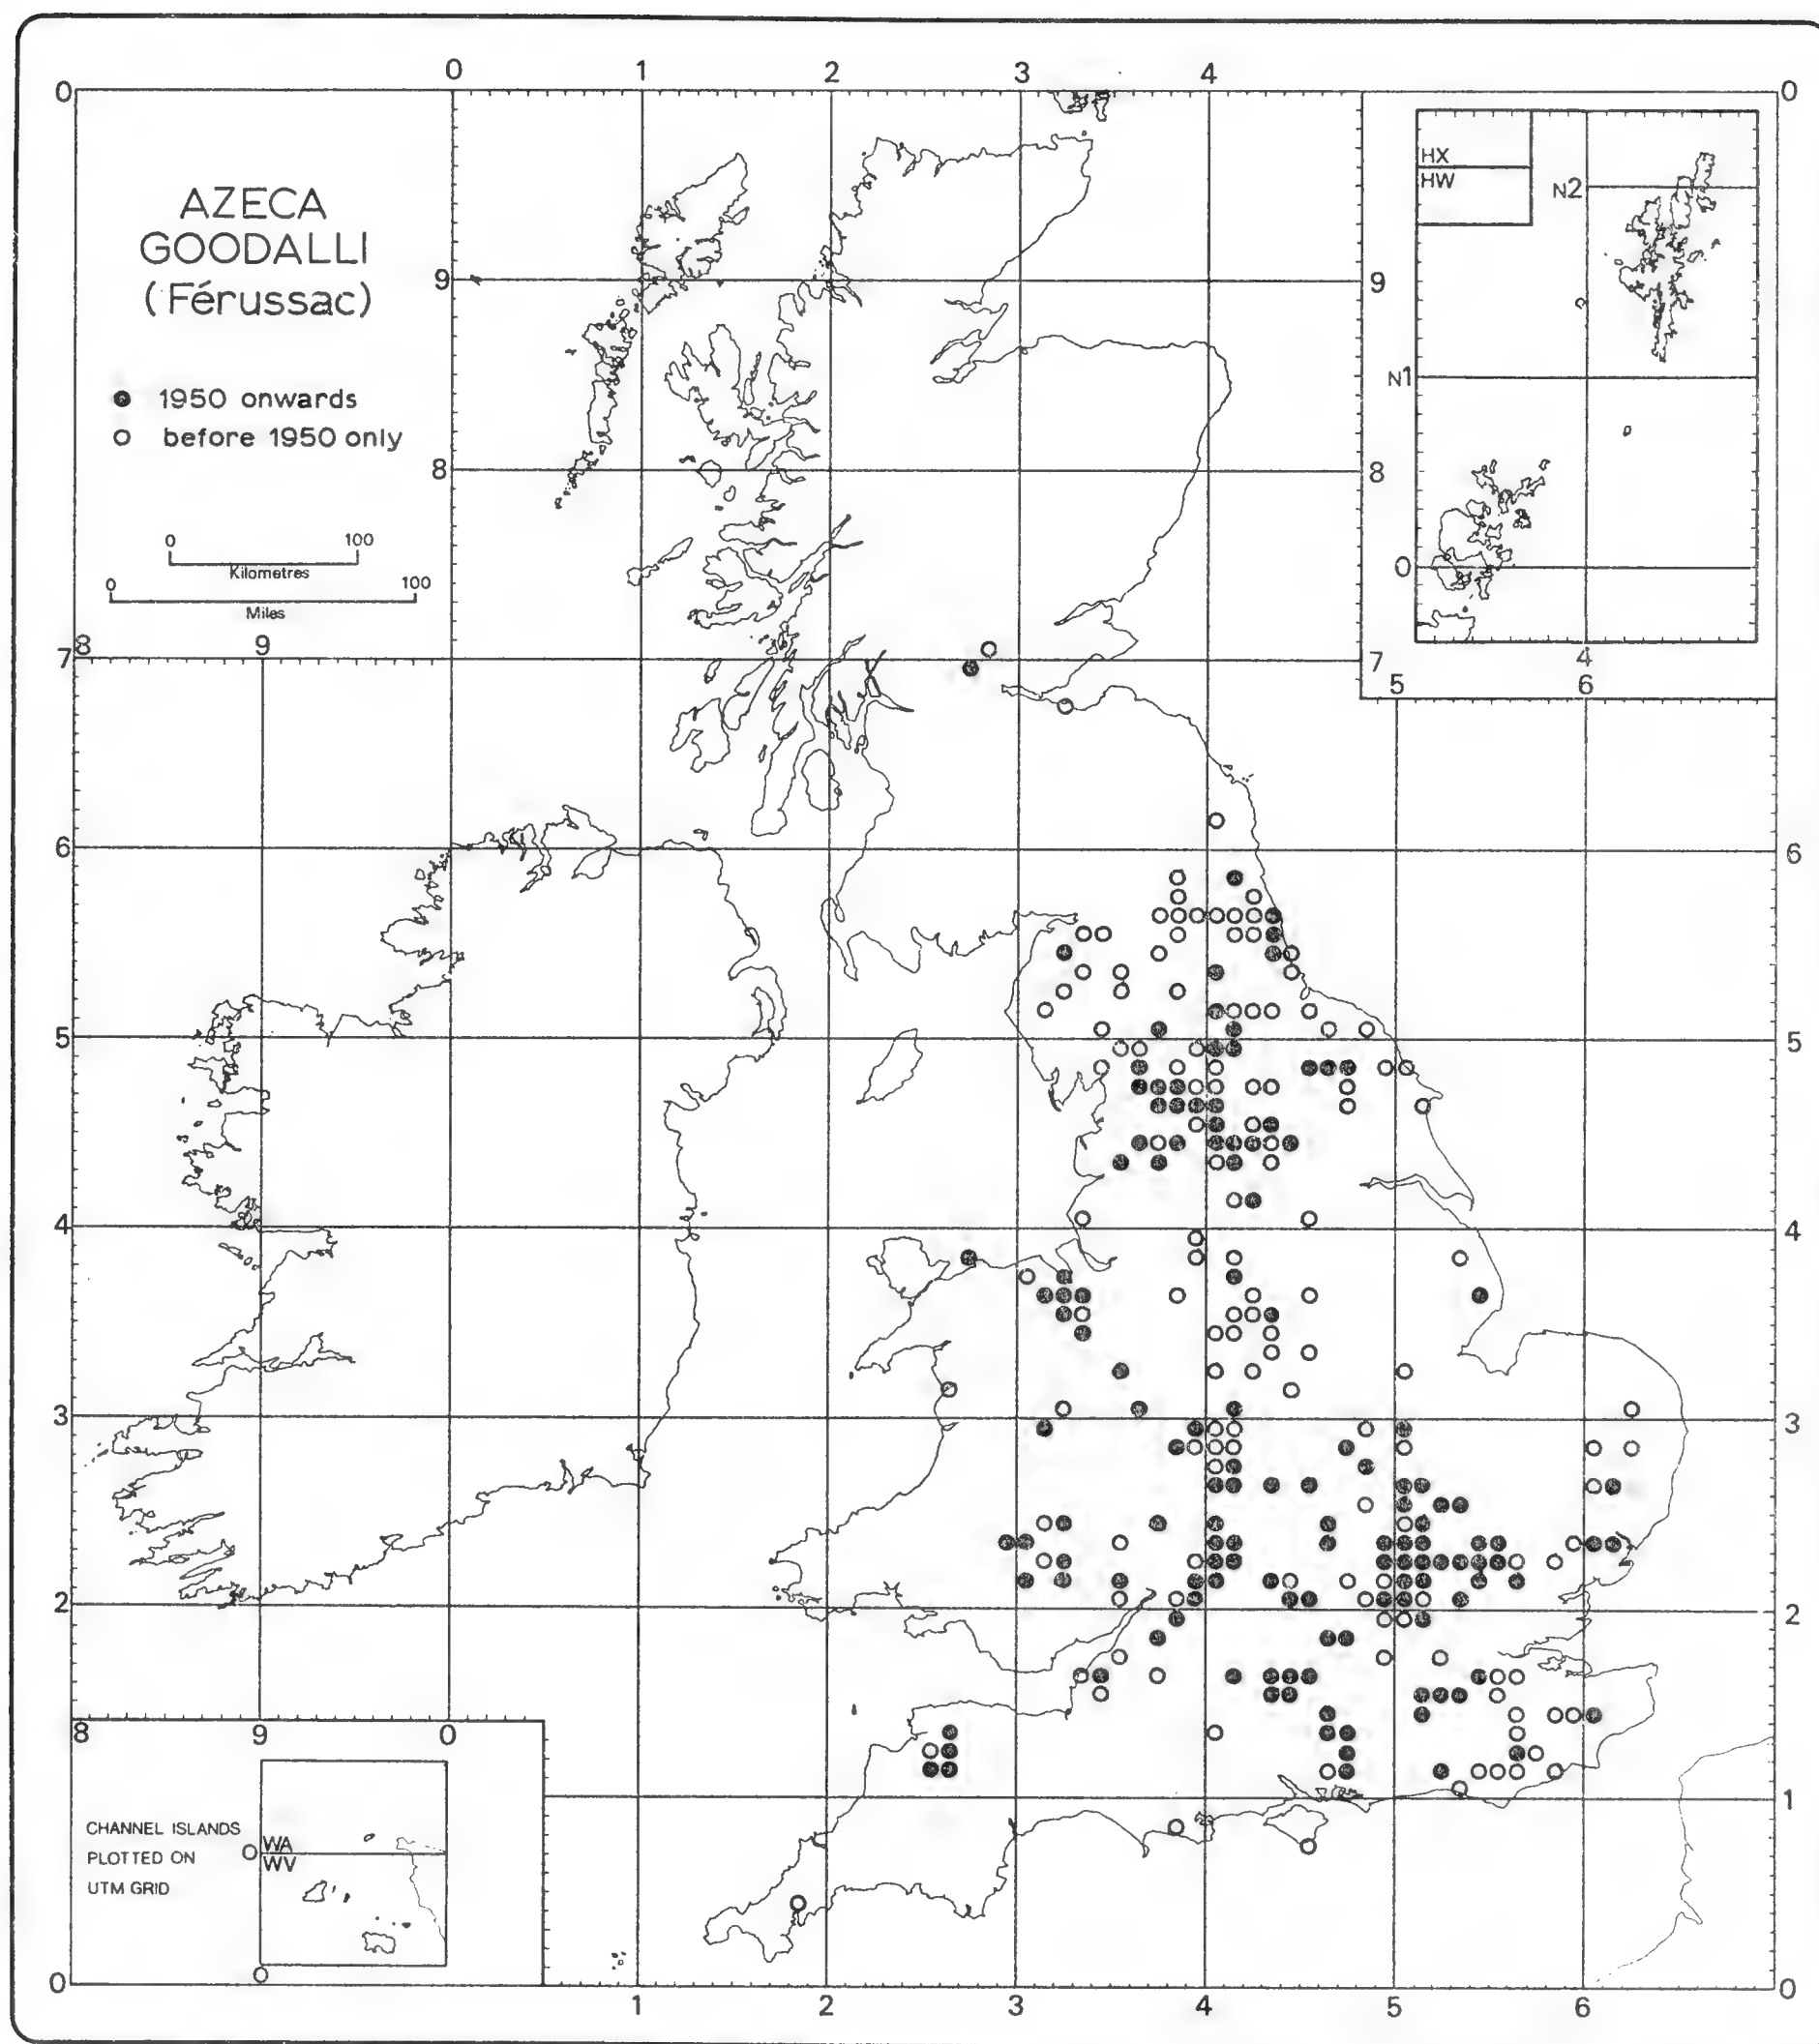 0 1 2 3 4
0 0
AZECA
GOODALLI
(Férussac)
HX
HW
N2
9 9
1950 onwards
before 1950 only
N1
8 8
0 100
Kilometres
0 100
Miles
0
8 9
7 7
4
5 6
6 6
5 5
4 4
3 3
2 2
8 9 0
1
CHANNEL ISLANDS
PLOTTED ON
UTM GRID
0 WA
WV
0
0 0
1 2 3 4 5 6